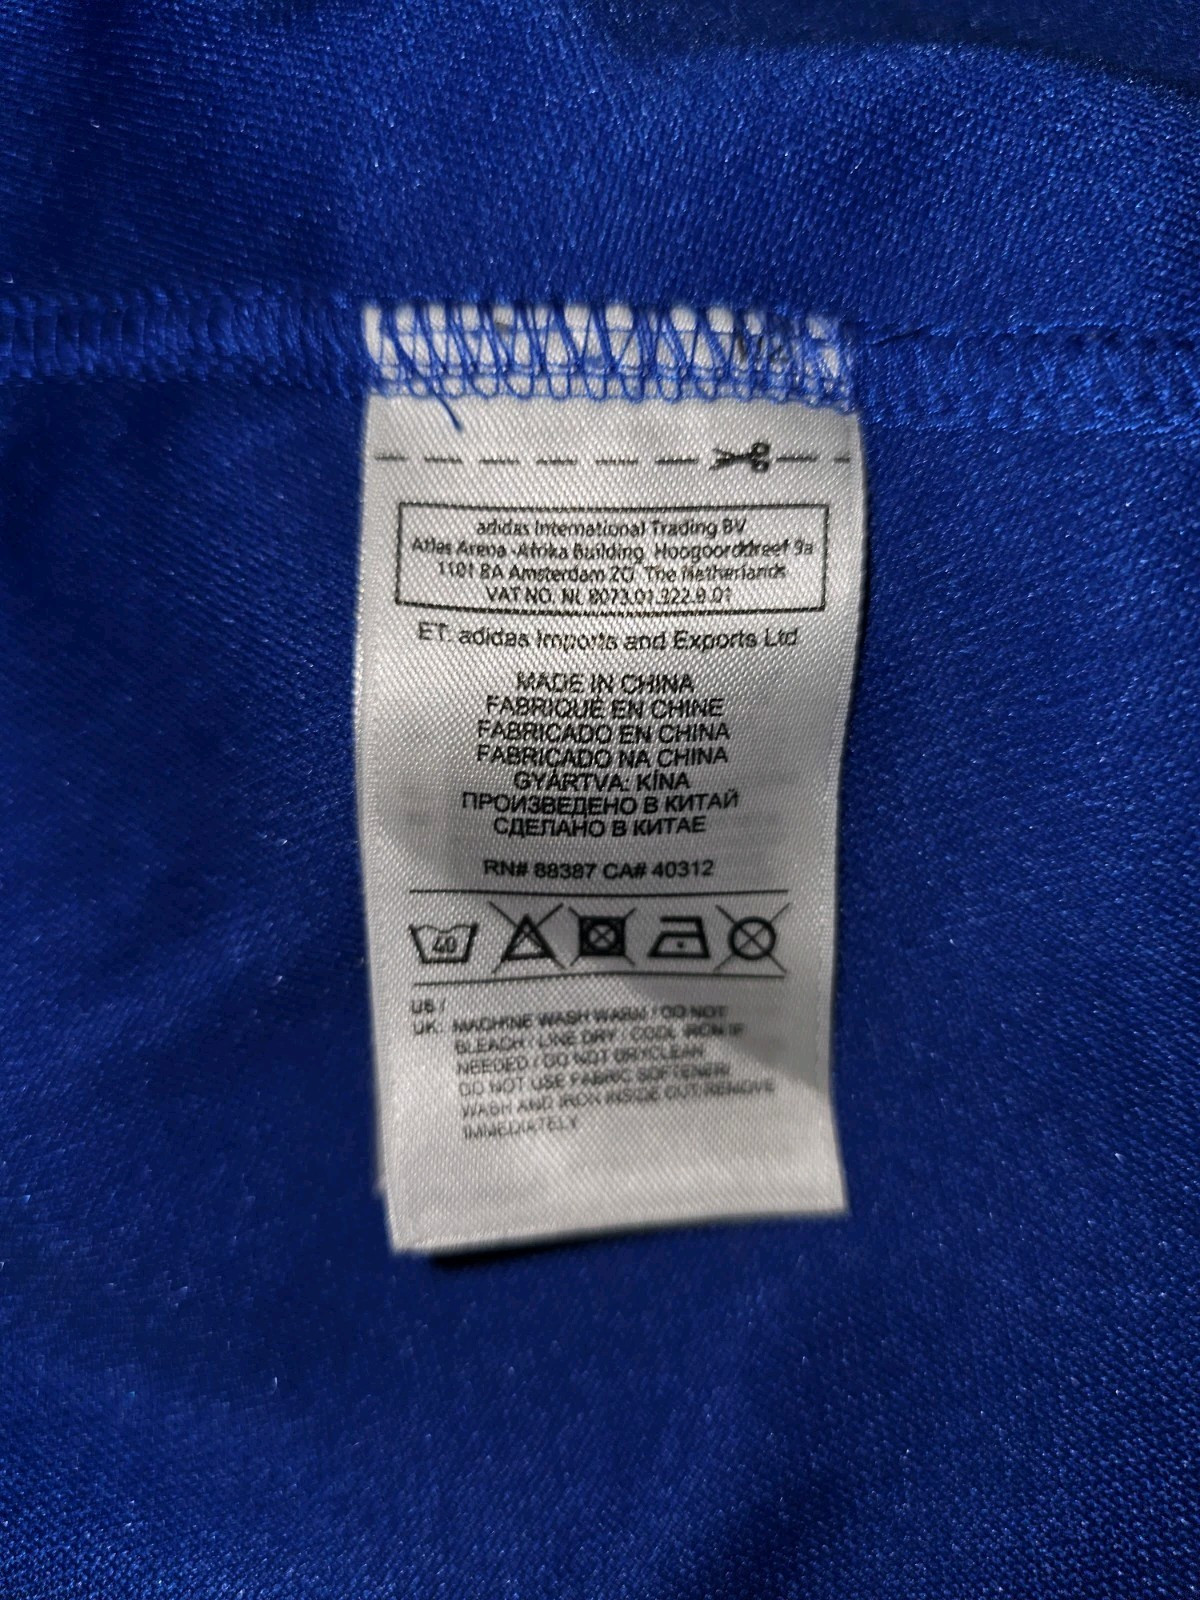 adidas International Trading BV
Atlas Arena -Afrika Building, Hoogoorddreef 9a
1101 BA Amsterdam ZO, The Netherlands
VAT NO. NL 8073.01.322.B.01
ET: adidas Imports and Exports Ltd
MADE IN CHINA
FABRIQUÉ EN CHINE
FABRICADO EN CHINA
FABRICADO NA CHINA
GYÁRTVA: KÍNA
ПРОИЗВЕДЕНО В КИТАЙ
СДЕЛАНО В КИТАЕ
RN# 88387 CA# 40312
40
US /
UK: MACHINE WASH WARM / DO NOT
BLEACH / LINE DRY / COOL IRON IF
NEEDED / DO NOT DRYCLEAN
DO NOT USE FABRIC SOFTENER/
WASH AND IRON INSIDE OUT/REMOVE
IMMEDIATELY